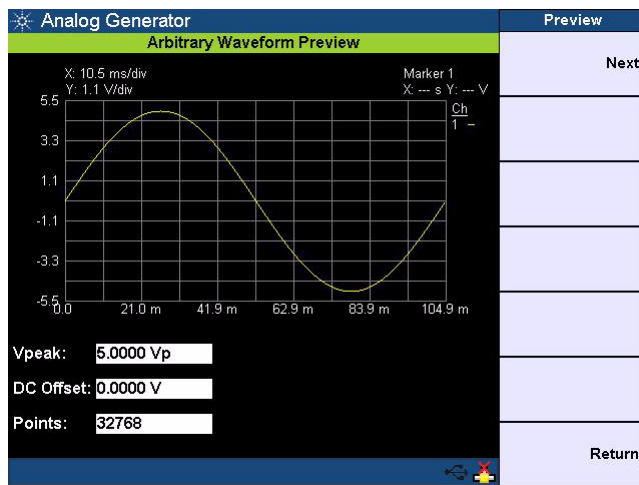 Analog Generator
Preview
Arbitrary Waveform Preview
Next
X: 10.5 ms/div
Y: 1.1 V/div
Marker 1
X: --- s Y: --- V
Ch
1
5.5
3.3
1.1
-1.1
-3.3
-5.5
0.0 21.0 m 41.9 m 62.9 m 83.9 m 104.9 m
Vpeak: 5.0000 Vp
DC Offset: 0.0000 V
Points: 32768
Return